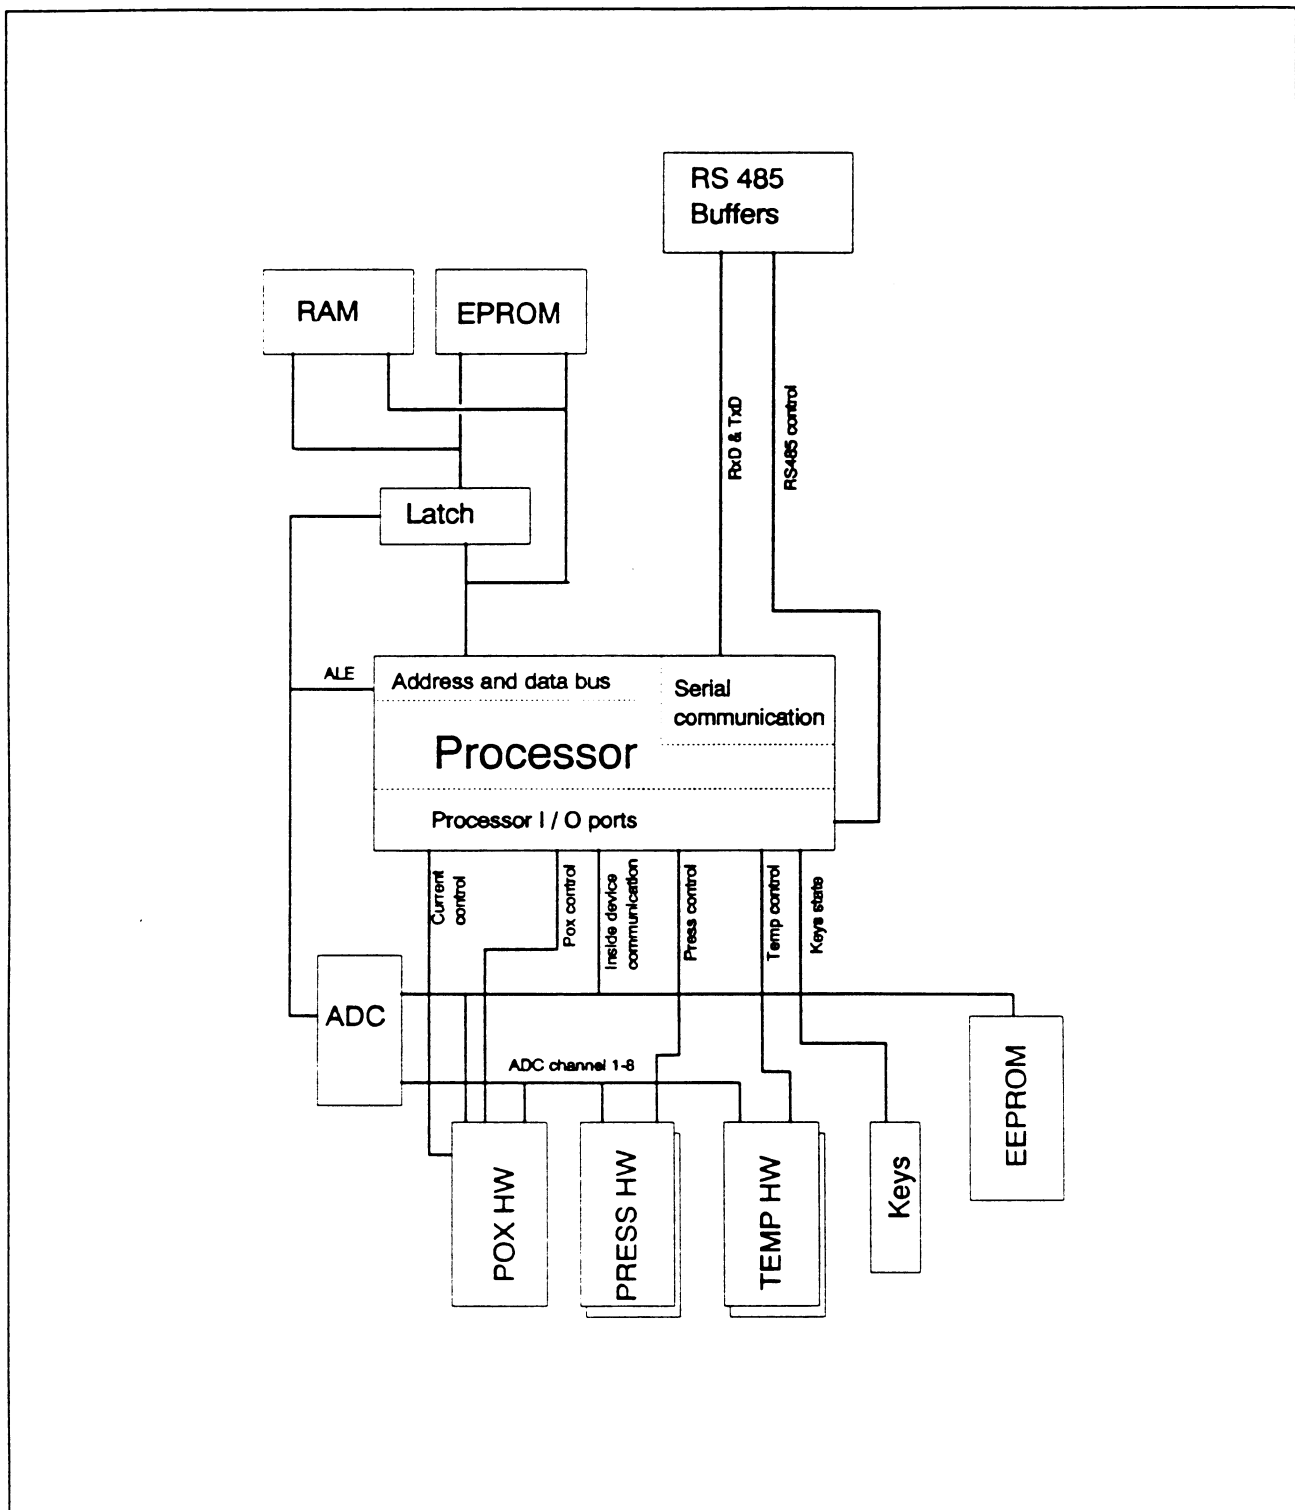 RS 485
Buffers
RAM
EPROM
RxD & TxD
RS485 control
Latch
ALE
Address and data bus
Serial
communication
Processor
Processor I / O ports
Current
control
Pox control
Inside device
communication
Press control
Temp control
Keys state
ADC
ADC channel 1-8
POX HW
PRESS HW
TEMP HW
Keys
EEPROM